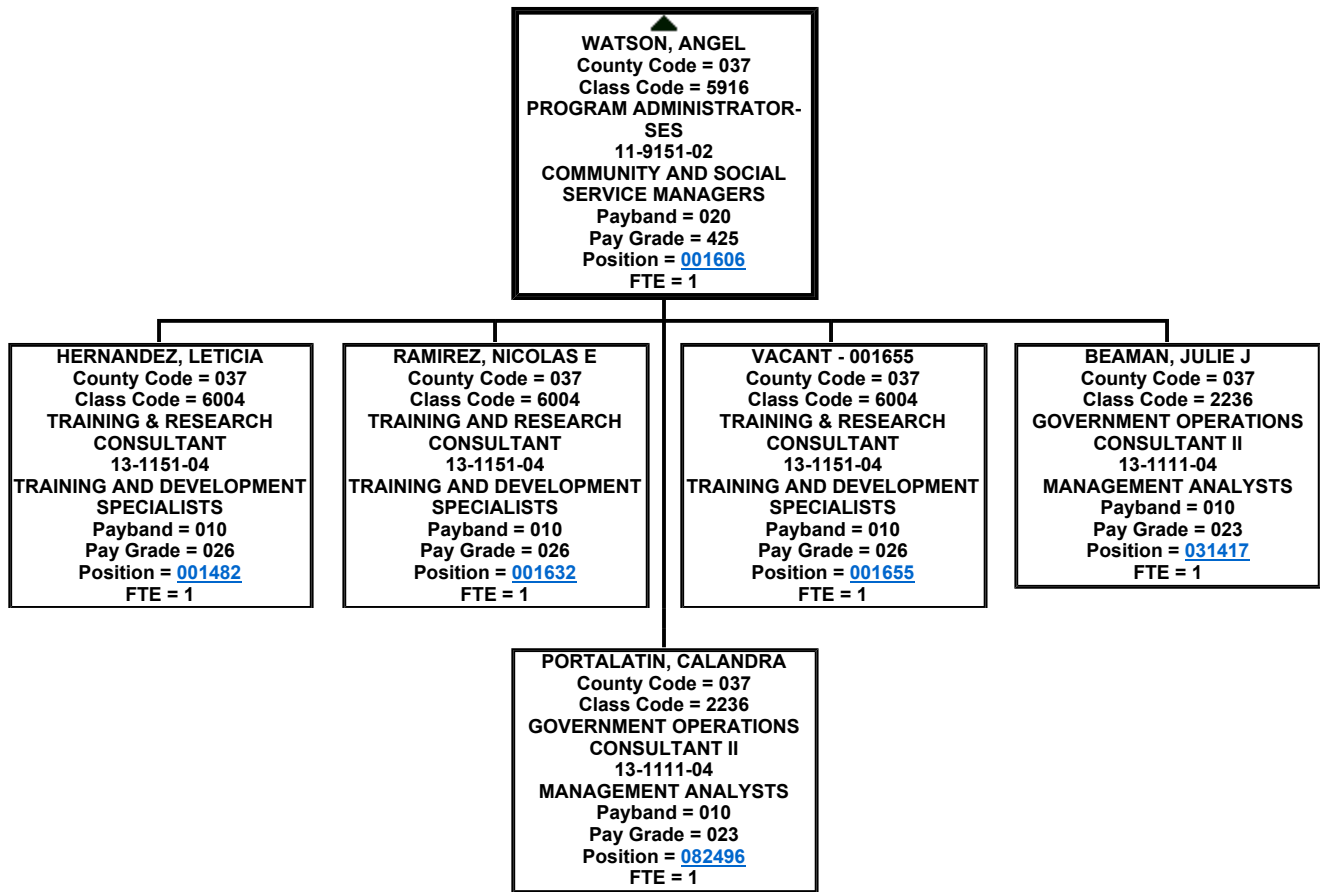 WATSON, ANGEL
County Code = 037
Class Code = 5916
PROGRAM ADMINISTRATOR-
SES
11-9151-02
COMMUNITY AND SOCIAL
SERVICE MANAGERS
Payband = 020
Pay Grade = 425
Position = 001606
FTE = 1
HERNANDEZ, LETICIA
County Code = 037
Class Code = 6004
TRAINING & RESEARCH
CONSULTANT
13-1151-04
TRAINING AND DEVELOPMENT
SPECIALISTS
Payband = 010
Pay Grade = 026
Position = 001482
FTE = 1
RAMIREZ, NICOLAS E
County Code = 037
Class Code = 6004
TRAINING AND RESEARCH
CONSULTANT
13-1151-04
TRAINING AND DEVELOPMENT
SPECIALISTS
Payband = 010
Pay Grade = 026
Position = 001632
FTE = 1
VACANT - 001655
County Code = 037
Class Code = 6004
TRAINING & RESEARCH
CONSULTANT
13-1151-04
TRAINING AND DEVELOPMENT
SPECIALISTS
Payband = 010
Pay Grade = 026
Position = 001655
FTE = 1
BEAMAN, JULIE J
County Code = 037
Class Code = 2236
GOVERNMENT OPERATIONS
CONSULTANT II
13-1111-04
MANAGEMENT ANALYSTS
Payband = 010
Pay Grade = 023
Position = 031417
FTE = 1
PORTALATIN, CALANDRA
County Code = 037
Class Code = 2236
GOVERNMENT OPERATIONS
CONSULTANT II
13-1111-04
MANAGEMENT ANALYSTS
Payband = 010
Pay Grade = 023
Position = 082496
FTE = 1